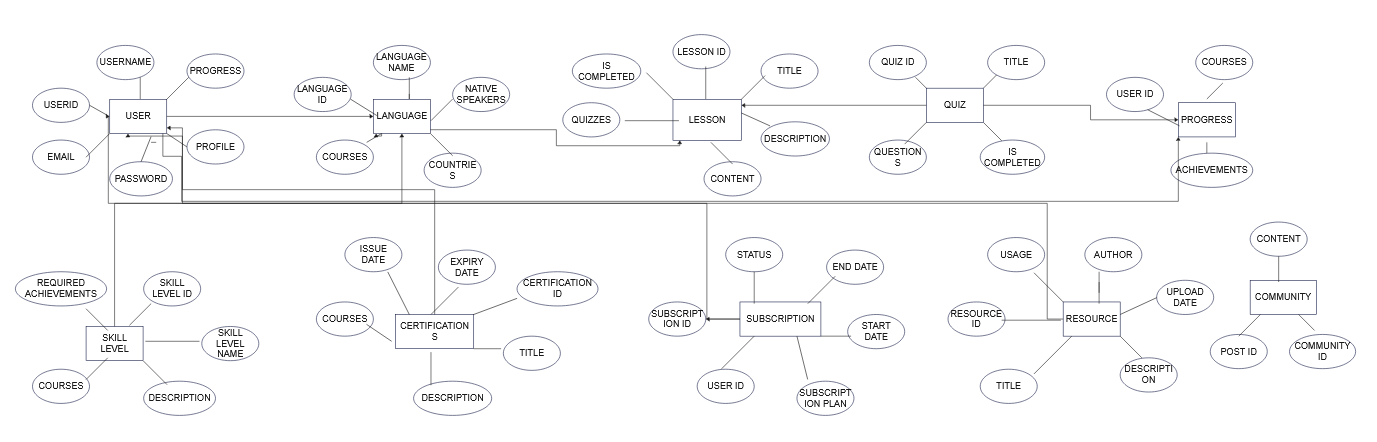 USERNAME
PROGRESS
USERID
USER
EMAIL
PROFILE
PASSWORD
LANGUAGE
NAME
LANGUAGE
ID
NATIVE
SPEAKERS
LANGUAGE
COURSES
COUNTRIE
S
LESSON ID
IS
COMPLETED
TITLE
QUIZZES
LESSON
DESCRIPTION
CONTENT
QUIZ ID
TITLE
QUIZ
QUESTION
S
IS
COMPLETED
COURSES
USER ID
PROGRESS
ACHIEVEMENTS
REQUIRED
ACHIEVEMENTS
SKILL
LEVEL ID
SKILL
LEVEL
SKILL
LEVEL
NAME
COURSES
DESCRIPTION
ISSUE
DATE
EXPIRY
DATE
CERTIFICATION
ID
COURSES
CERTIFICATION
S
TITLE
DESCRIPTION
STATUS
END DATE
SUBSCRIPT
ION ID
SUBSCRIPTION
START
DATE
USER ID
SUBSCRIPT
ION PLAN
USAGE
AUTHOR
UPLOAD
DATE
RESOURCE
ID
RESOURCE
TITLE
DESCRIPTI
ON
CONTENT
COMMUNITY
POST ID
COMMUNITY
ID